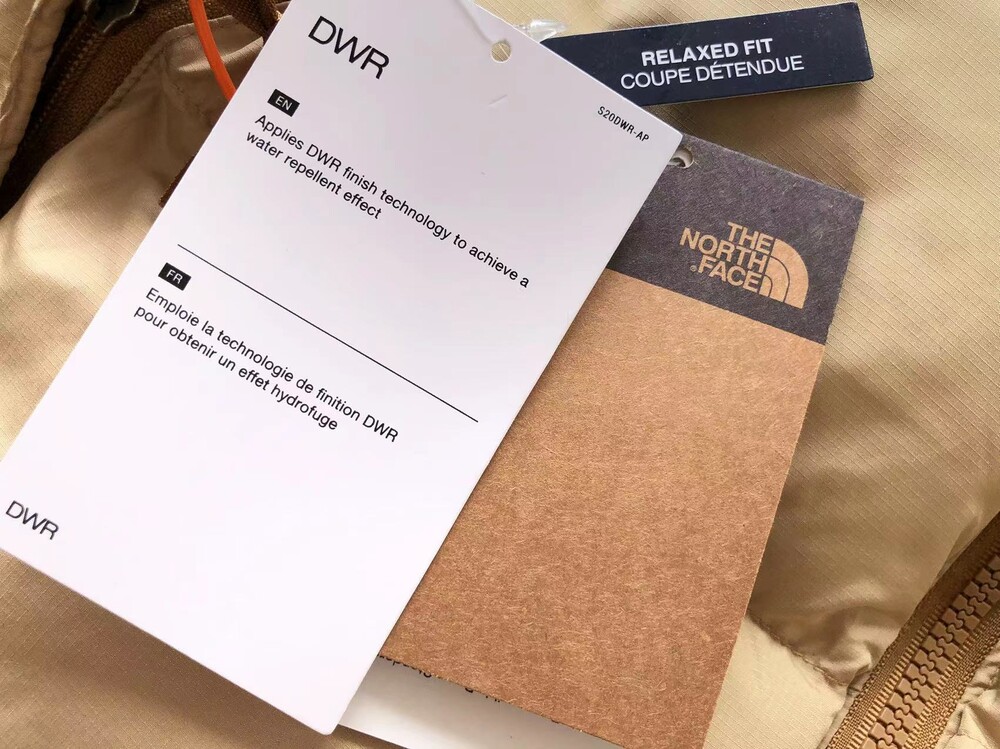 DWR
EN
Applies DWR finish technology to achieve a
water repellent effect
FR
Emploie la technologie de finition DWR
pour obtenir un effet hydrofuge
DWR
S20DWR-AP
RELAXED FIT
COUPE DÉTENDUE
THE
NORTH
FACE